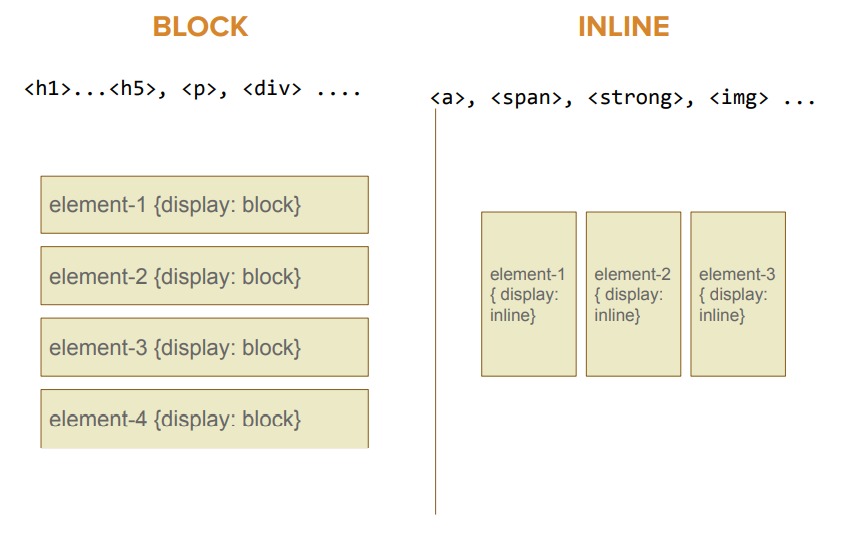 BLOCK
<h1>...<h5>, <p>, <div> ....
element-1 {display: block}
element-2 {display: block}
element-3 {display: block}
element-4 {display: block}
INLINE
<a>, <span>, <strong>, <img> ...
element-1
{ display:
inline}
element-2
{ display:
inline}
element-3
{ display:
inline}